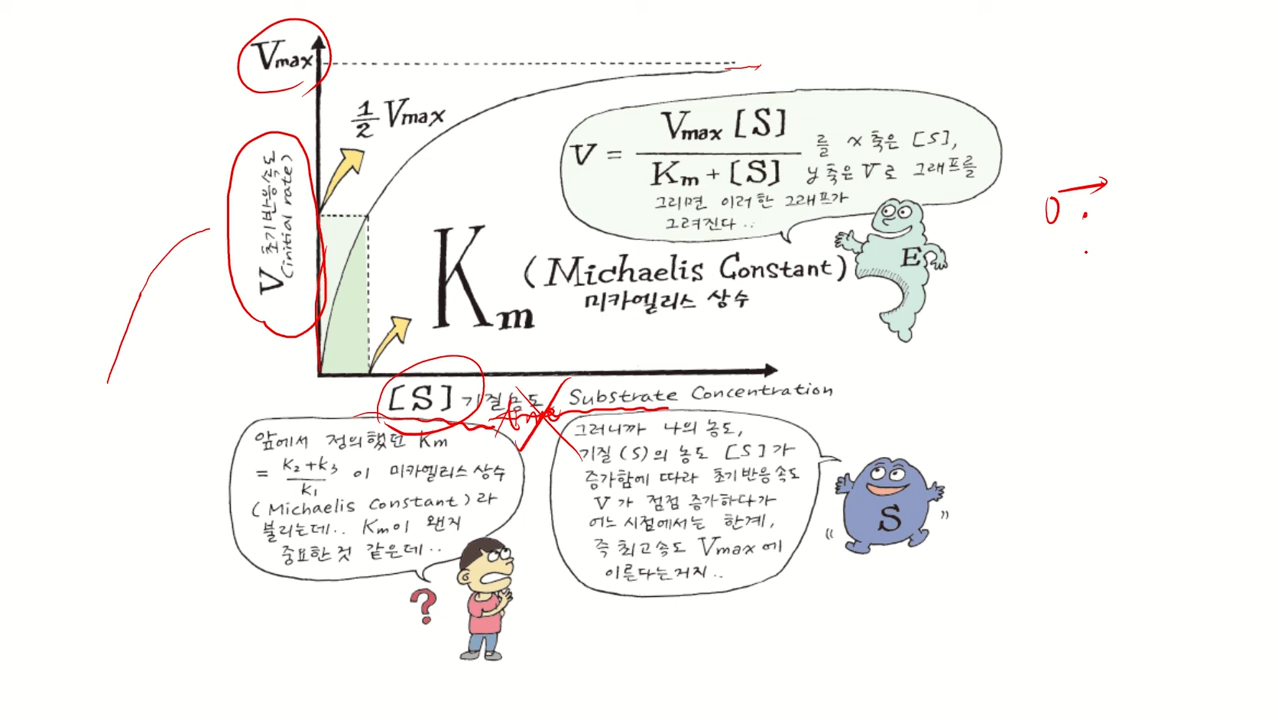 Vmax
1/2 Vmax
V 초기반응속도
(initial rate)
V = Vmax [S] / Km + [S] 를 x 축은 [S],
y 축은 V 로 그래프를
그리면 이러한 그래프가
그려진다..
E
Km (Michaelis Constant)
미카엘리스 상수
0
[S] 기질농도 Substrate Concentration
time
앞에서 정의했던 Km
= k2+k3 / k1 이 미카엘리스 상수
(Michaelis Constant) 라
불리는데.. Km이 왠지
중요한 것 같은데..
?
그러니까 나의 농도,
기질(S)의 농도 [S]가
증가함에 따라 초기반응속도
V가 점점 증가하다가
어느 시점에서는 한계,
즉 최고속도 Vmax에
이른다는거지..
S